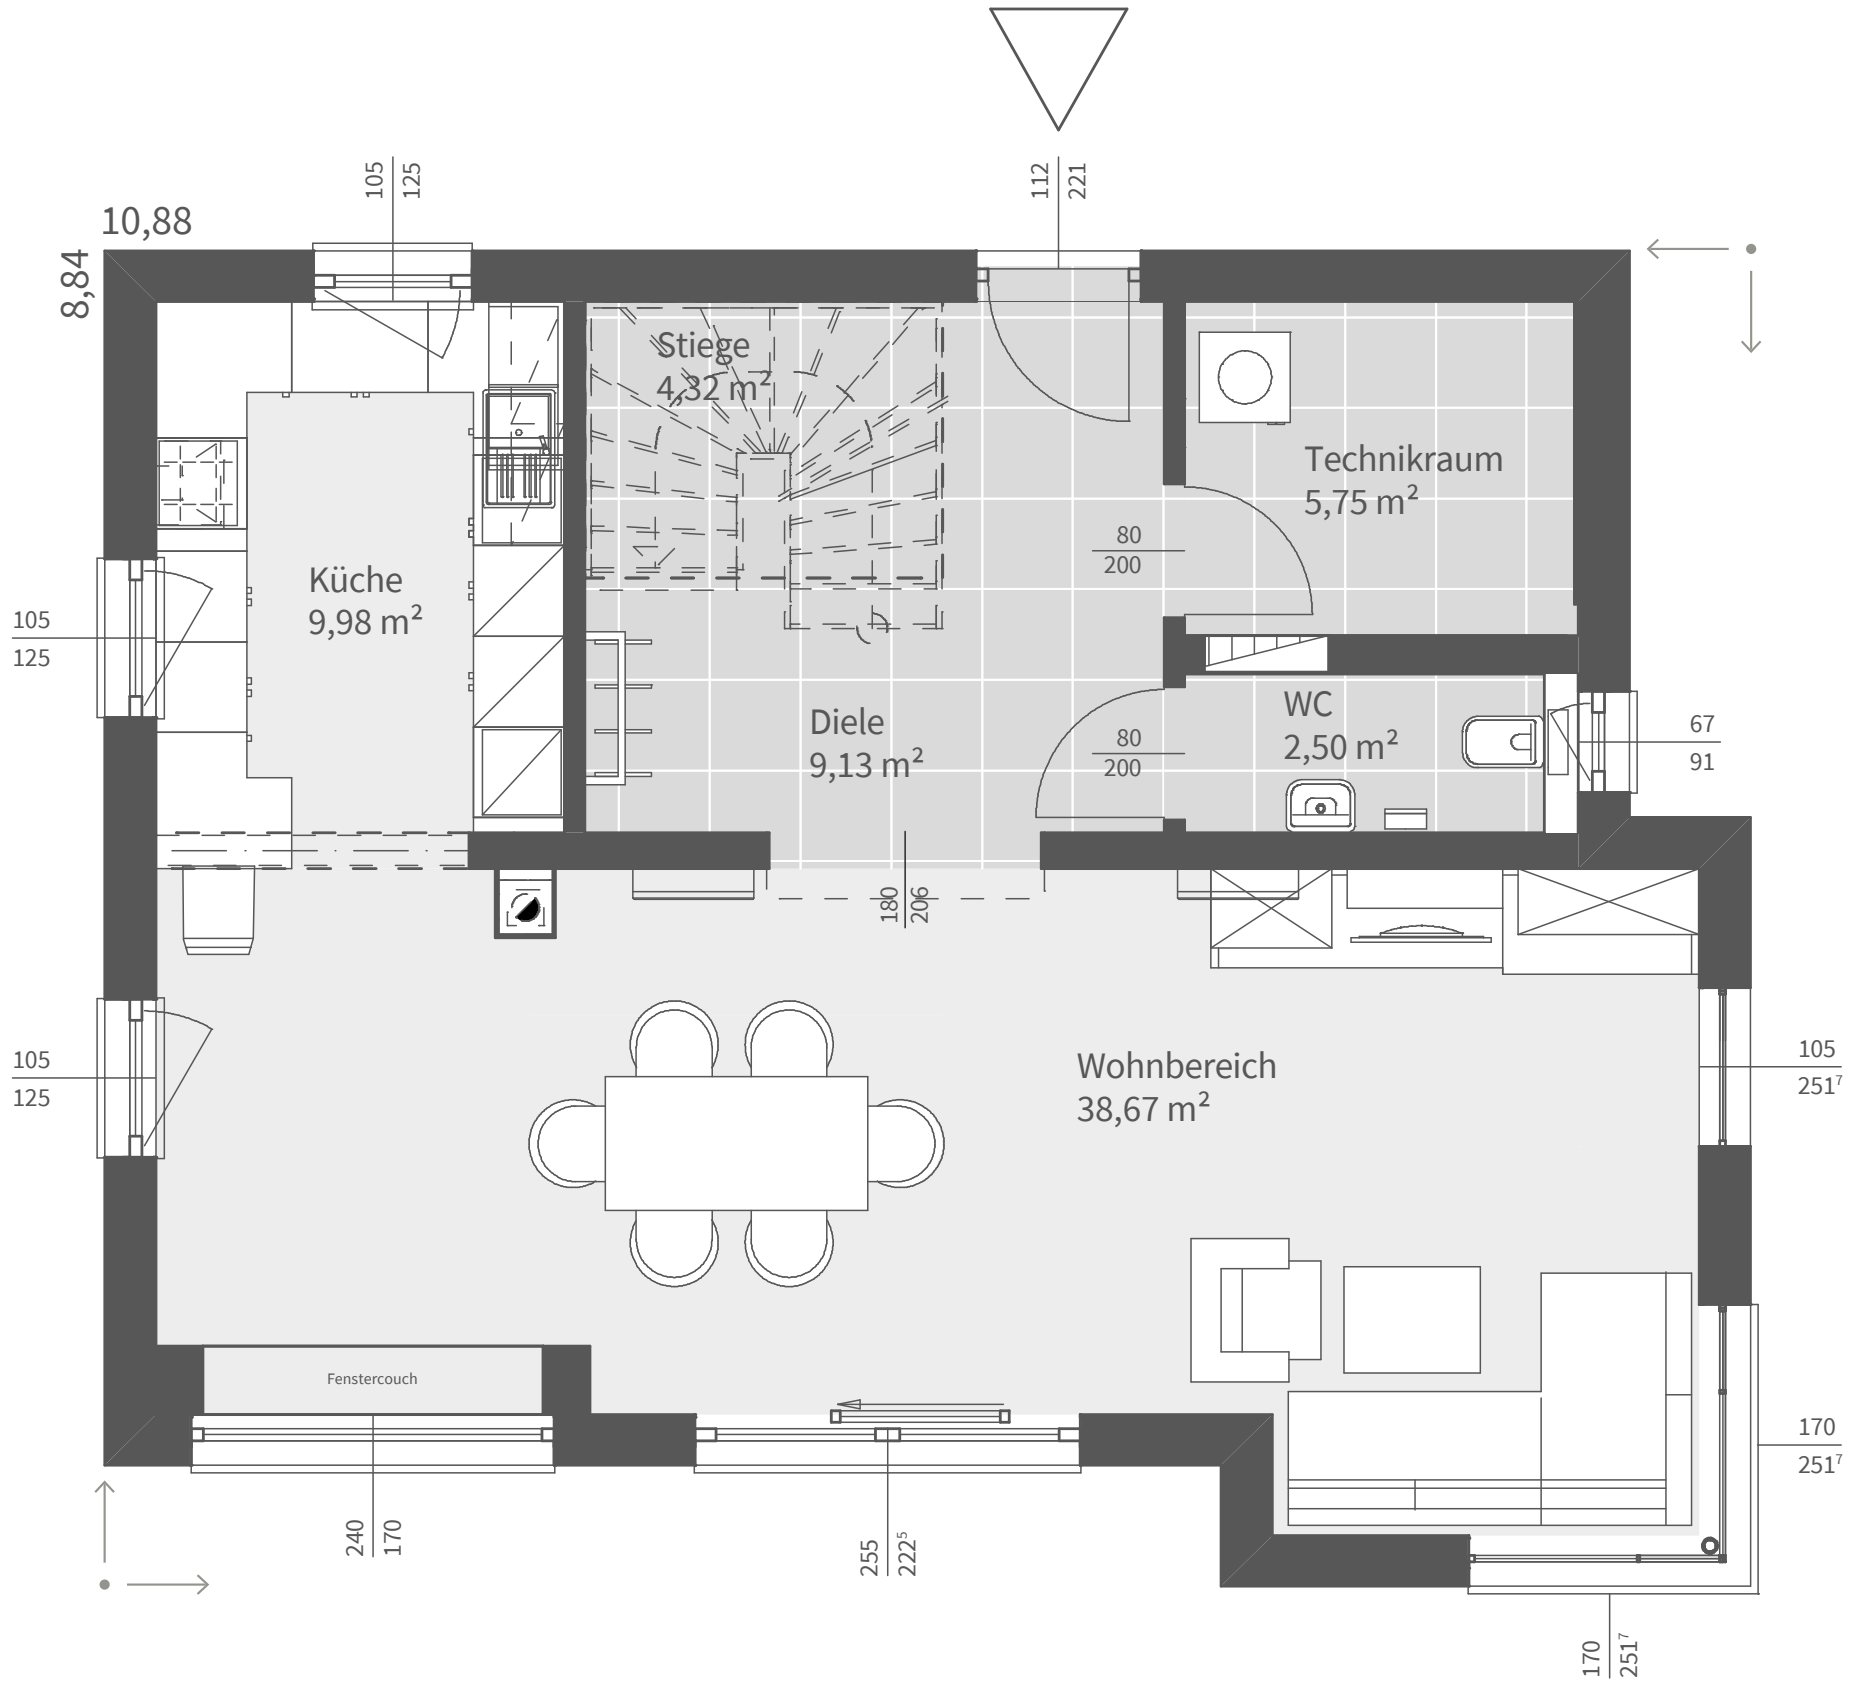 105
125
112
221
10,88
8,84
Stiege
4,32 m²
Technikraum
5,75 m²
80
200
Küche
9,98 m²
105
125
WC
2,50 m²
Diele
9,13 m²
80
200
67
91
180
206
105
125
Wohnbereich
38,67 m²
105
251⁷
Fenstercouch
170
251⁷
240
170
255
222⁵
170
251⁷